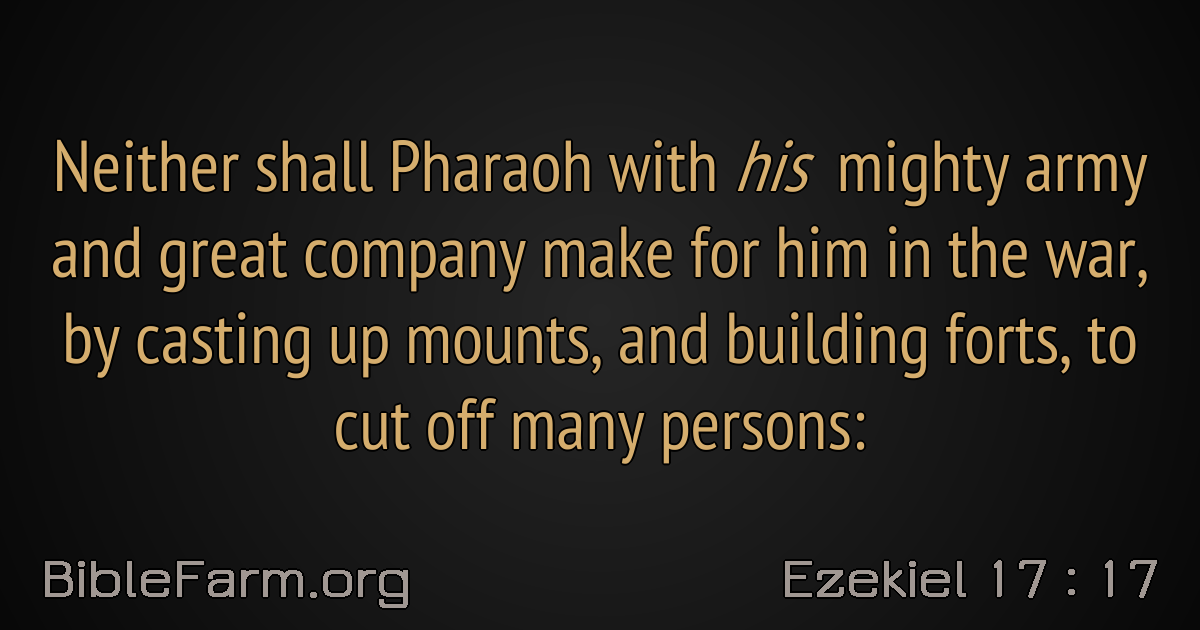 Neither shall Pharaoh with his mighty army
and great company make for him in the war,
by casting up mounts, and building forts, to
cut off many persons:
BibleFarm.org
Ezekiel 17 : 17